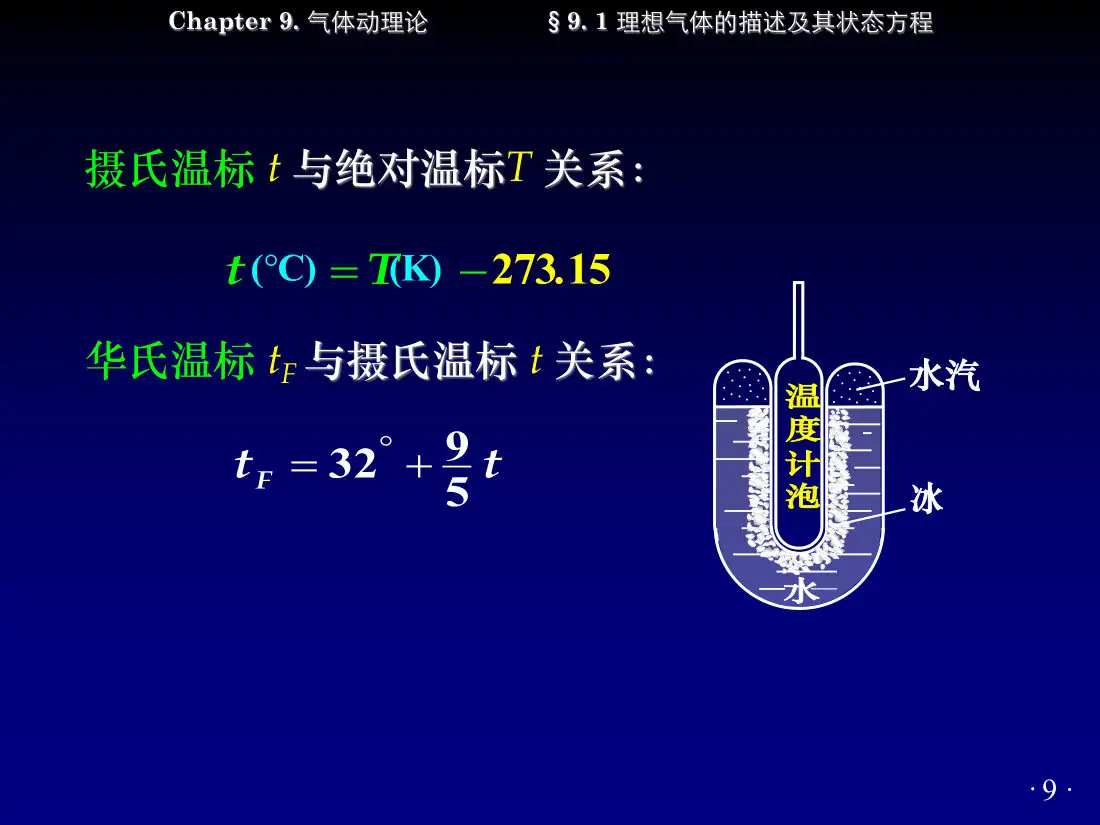 Chapter 9. 气体动理论 §9. 1 理想气体的描述及其状态方程
摄氏温标 t 与绝对温标T 关系：
t (°C) = T(K) − 273.15
华氏温标 t_F 与摄氏温标 t 关系：
t_F = 32° + 9/5 t
水汽
温度计泡
冰
水
·9·